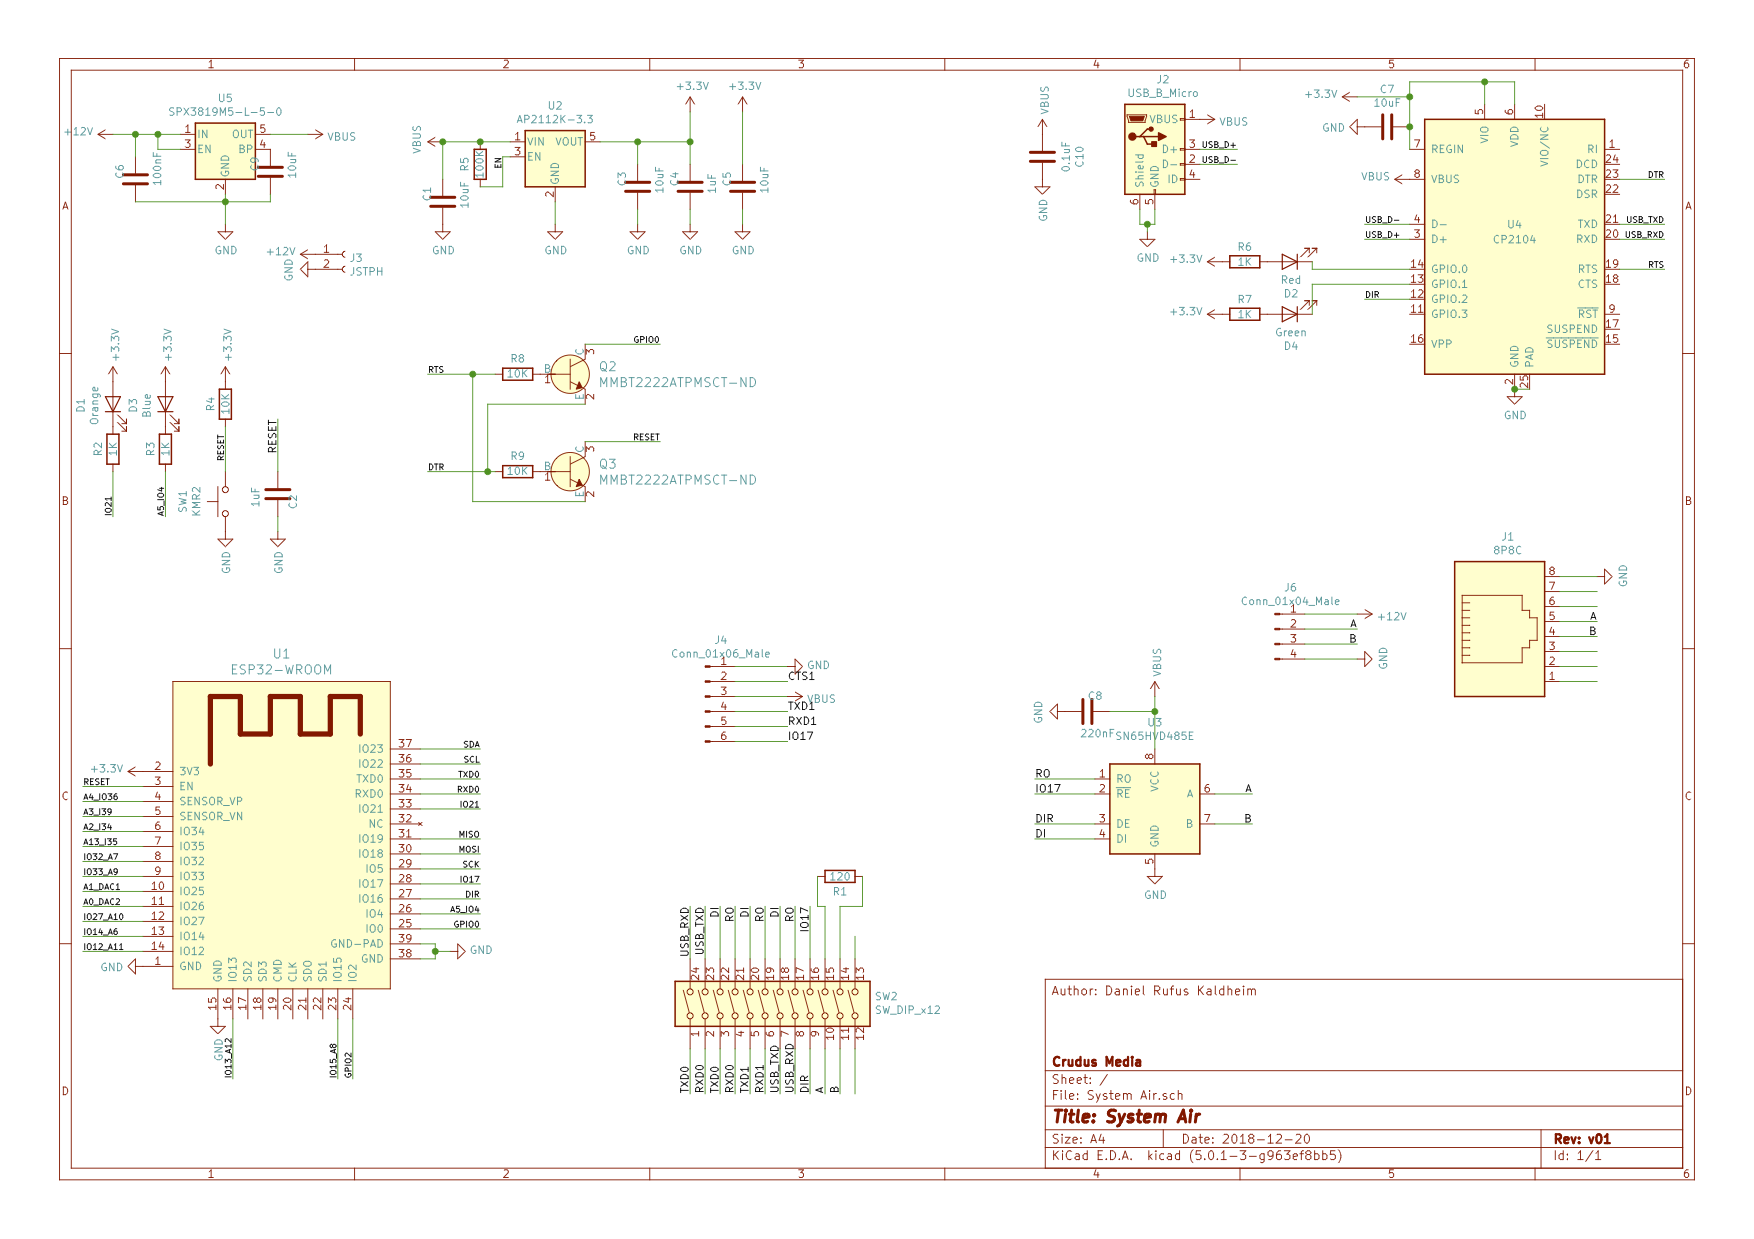 1 2 3 4 5 6
A
B
C
D
U5
SPX3819M5-L-5-0
+12V
1 IN OUT 5
3 EN BP 4
GND
2
VBUS
C6
100nF
C9
10uF
GND
+12V
GND
1
2
J3
JSTPH
VBUS
C1
10uF
GND
R5
100K
EN
U2
AP2112K-3.3
1 VIN VOUT 5
3 EN
GND
2
GND
+3.3V
+3.3V
C3
10uF
C4
1uF
C5
10uF
GND
GND
GND
VBUS
0.1uF
C10
GND
J2
USB_B_Micro
VBUS 1
VBUS
D+ 3 USB_D+
D- 2 USB_D-
ID 4
Shield
GND
6 5
GND
+3.3V
C7
10uF
GND
5 6 10
VIO VDD VIO/NC
7 REGIN
VBUS 8 VBUS
USB_D- 4 D-
USB_D+ 3 D+
14 GPIO.0
13 GPIO.1
DIR 12 GPIO.2
11 GPIO.3
16 VPP
U4
CP2104
RI 1
DCD 24
DTR 23 DTR
DSR 22
TXD 21 USB_TXD
RXD 20 USB_RXD
RTS 19 RTS
CTS 18
RST 9
SUSPEND 17
SUSPEND 15
GND PAD
2 25
GND
+3.3V
R6
1K
Red
D2
+3.3V
R7
1K
Green
D4
+3.3V
D1
Orange
R2
1K
IO21
+3.3V
D3
Blue
R3
1K
A5_IO4
+3.3V
R4
10K
RESET
SW1
KMR2
GND
RESET
1uF
C2
GND
RTS
R8
10K
B
1
C
3
E
2
GPIO0
Q2
MMBT2222ATPMSCT-ND
DTR
R9
10K
B
1
C
3
E
2
RESET
Q3
MMBT2222ATPMSCT-ND
J1
8P8C
8 GND
7
6
5 A
4 B
3
2
1
J6
Conn_01x04_Male
1 +12V
2 A
3 B
4 GND
J4
Conn_01x06_Male
1 GND
2 CTS1
3 VBUS
4 TXD1
5 RXD1
6 IO17
U1
ESP32-WROOM
+3.3V 2 3V3
RESET 3 EN
A4_IO36 4 SENSOR_VP
A3_I39 5 SENSOR_VN
A2_I34 6 IO34
A13_I35 7 IO35
IO32_A7 8 IO32
IO33_A9 9 IO33
A1_DAC1 10 IO25
A0_DAC2 11 IO26
IO27_A10 12 IO27
IO14_A6 13 IO14
IO12_A11 14 IO12
GND 1 GND
IO23 37 SDA
IO22 36 SCL
TXD0 35 TXD0
RXD0 34 RXD0
IO21 33 IO21
NC 32
IO19 31 MISO
IO18 30 MOSI
IO5 29 SCK
IO17 28 IO17
IO16 27 DIR
IO4 26 A5_IO4
IO0 25 GPIO0
GND-PAD 39
GND 38
GND
GND IO13 SD2 SD3 CMD CLK SD0 SD1 IO15 IO2
15 16 17 18 19 20 21 22 23 24
GND
IO13_A12
IO15_A8
GPIO2
VBUS
GND
C8
220nF
U3
SN65HVD485E
8
VCC
RO 1 RO
IO17 2 RE
DIR 3 DE
DI 4 DI
A 6 A
B 7 B
GND
5
GND
120
R1
USB_RXD USB_TXD DI RO DI RO DI RO IO17
24 23 22 21 20 19 18 17 16 15 14 13
SW2
SW_DIP_x12
1 2 3 4 5 6 7 8 9 10 11 12
TXD0 RXD0 TXD0 RXD0 TXD1 RXD1 USB_TXD USB_RXD DIR A B
Author: Daniel Rufus Kaldheim
Crudus Media
Sheet: /
File: System Air.sch
Title: System Air
Size: A4 Date: 2018-12-20 Rev: v01
KiCad E.D.A. kicad (5.0.1-3-g963ef8bb5) Id: 1/1
A
B
C
D
1 2 3 4 5 6